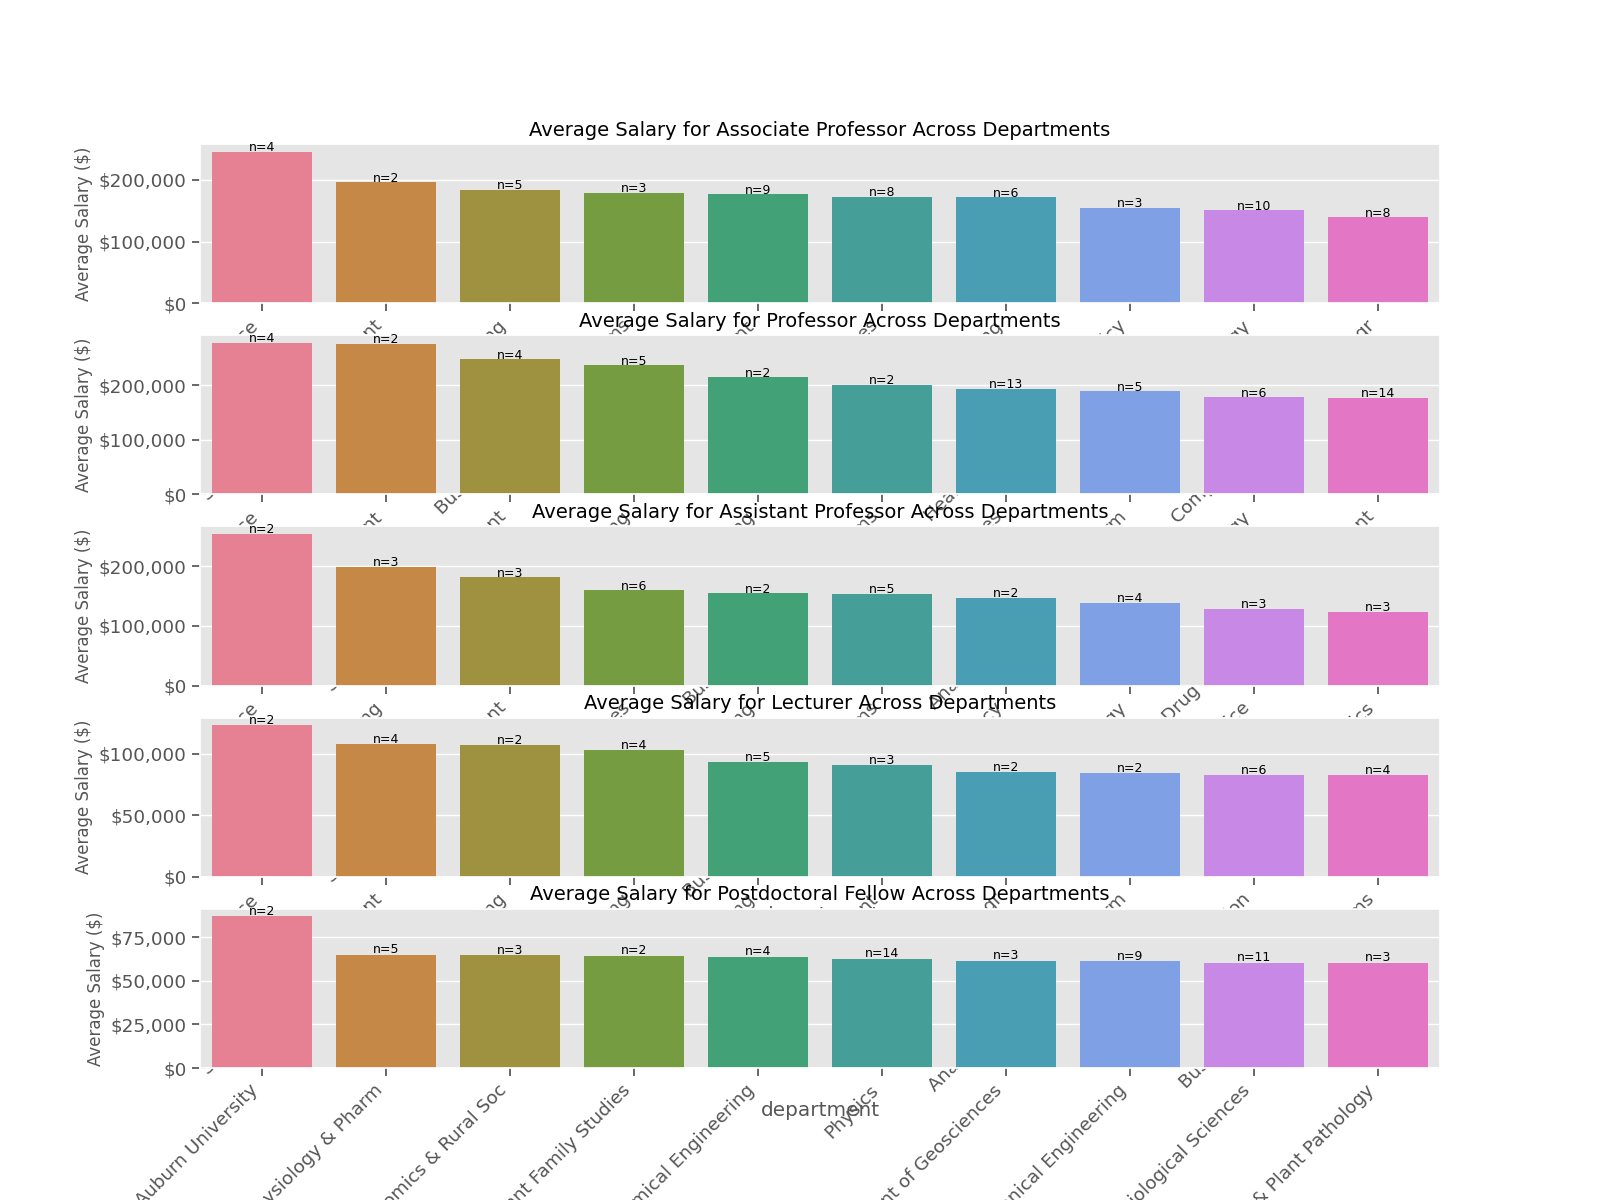 Average Salary for Associate Professor Across Departments
Average Salary ($)
$200,000
$100,000
$0
n=4 n=2 n=5 n=3 n=9 n=8 n=6 n=3 n=10 n=8
Average Salary for Professor Across Departments
Average Salary ($)
$200,000
$100,000
$0
n=4 n=2 n=4 n=5 n=2 n=2 n=13 n=5 n=6 n=14
Average Salary for Assistant Professor Across Departments
Average Salary ($)
$200,000
$100,000
$0
n=2 n=3 n=3 n=6 n=2 n=5 n=2 n=4 n=3 n=3
Drug
Average Salary for Lecturer Across Departments
Average Salary ($)
$100,000
$50,000
$0
n=2 n=4 n=2 n=4 n=5 n=3 n=2 n=2 n=6 n=4
Average Salary for Postdoctoral Fellow Across Departments
Average Salary ($)
$75,000
$50,000
$25,000
$0
n=2 n=5 n=3 n=2 n=4 n=14 n=3 n=9 n=11 n=3
Auburn University
ysiology & Pharm
omics & Rural Soc
nt Family Studies
mical Engineering
Physics
nt of Geosciences
nical Engineering
iological Sciences
& Plant Pathology
department